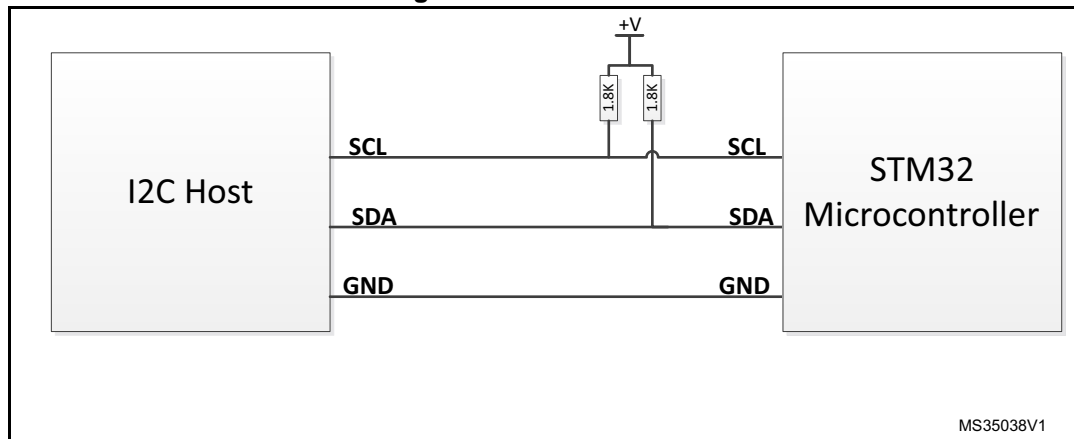 +V
1.8K
1.8K
SCL
SCL
I2C Host
STM32
Microcontroller
SDA
SDA
GND
GND
MS35038V1